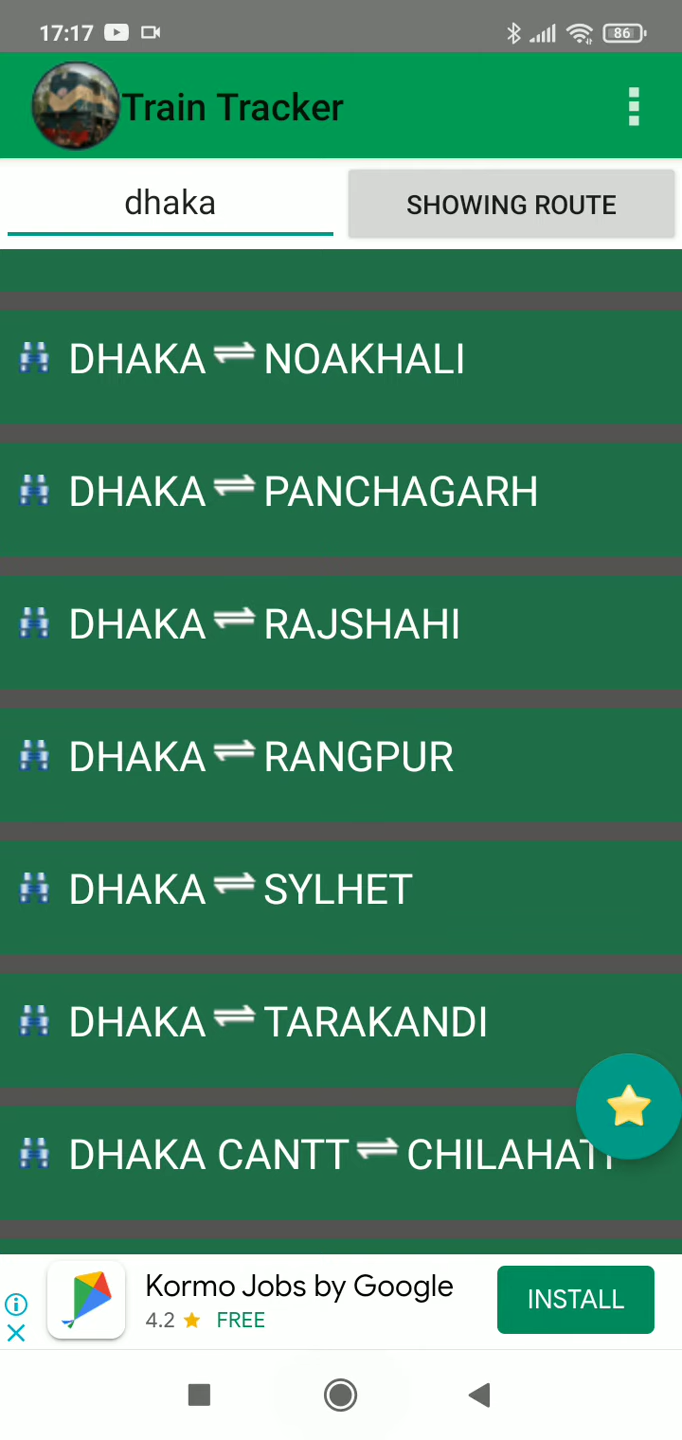 17:17
86
Train Tracker
dhaka
SHOWING ROUTE
DHAKA ⇌ NOAKHALI
DHAKA ⇌ PANCHAGARH
DHAKA ⇌ RAJSHAHI
DHAKA ⇌ RANGPUR
DHAKA ⇌ SYLHET
DHAKA ⇌ TARAKANDI
DHAKA CANTT ⇌ CHILAHATI
Kormo Jobs by Google
4.2 ★ FREE
INSTALL